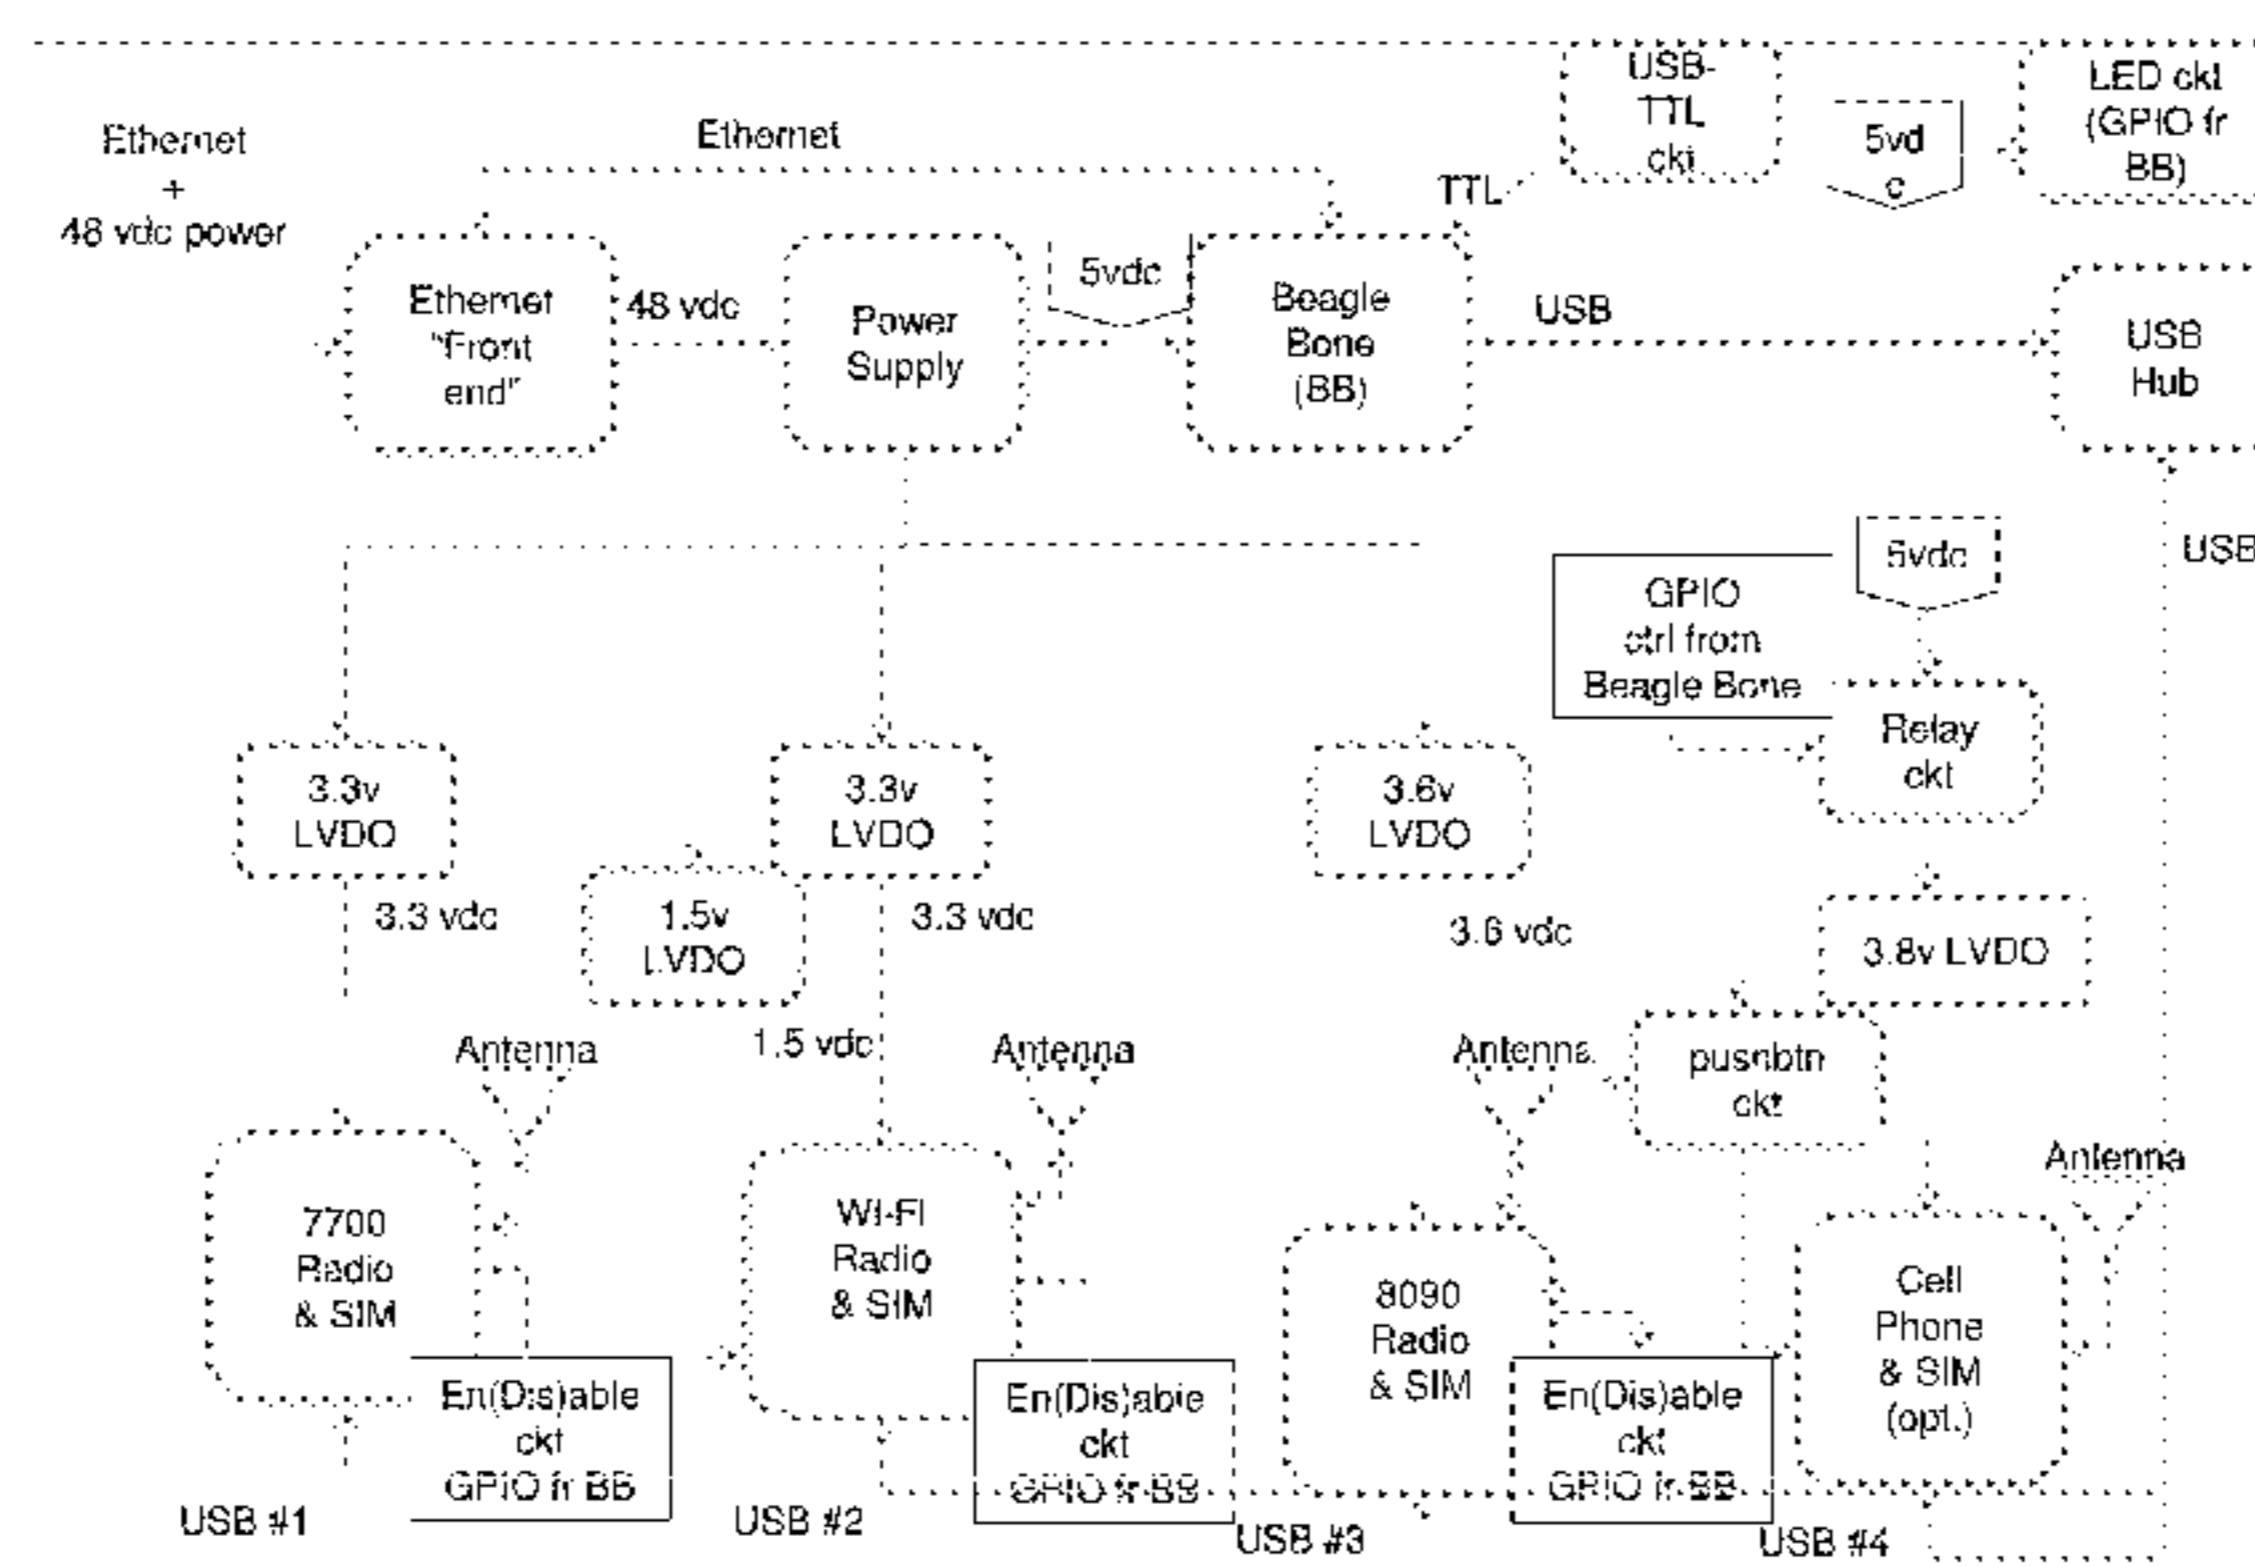 Ethernet
+
48 vdc power
Ethernet
USB-
TTL
ckt
5vd
c
LED ckt
(GPIO fr
BB)
TTL
Ethernet
"Front
end"
48 vdc
Power
Supply
5vdc
Beagle
Bone
(BB)
USB
USB
Hub
USB
GPIO
ctrl from
Beagle Bone
5vdc
Relay
ckt
3.3v
LVDO
3.3v
LVDO
3.6v
LVDO
3.3 vdc
1.5v
LVDO
3.3 vdc
3.6 vdc
3.8v LVDO
Antenna
1.5 vdc
Antenna
Antenna
pushbtn
ckt
Antenna
7700
Radio
& SIM
WI-FI
Radio
& SIM
8090
Radio
& SIM
Cell
Phone
& SIM
(opt.)
En(Dis)able
ckt
GPIO fr BB
En(Dis)able
ckt
GPIO fr BB
En(Dis)able
ckt
GPIO fr BB
USB #1
USB #2
USB #3
USB #4